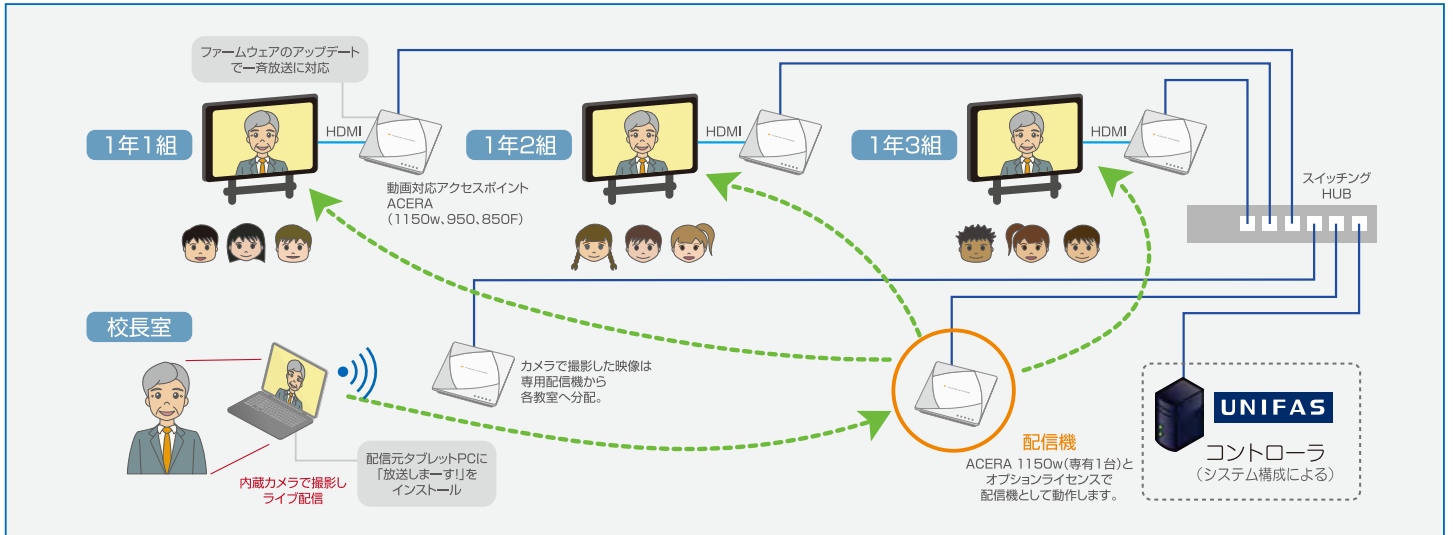 ファームウェアのアップデート
で一斉放送に対応
1年1組
HDMI
1年2組
HDMI
1年3組
HDMI
動画対応アクセスポイント
ACERA
（1150w、950、850F）
スイッチング
HUB
校長室
カメラで撮影した映像は
専用配信機から
各教室へ分配。
内蔵カメラで撮影し
ライブ配信
配信元タブレットPCに
「放送しまーす!」を
インストール
配信機
ACERA 1150w（専有1台）と
オプションライセンスで
配信機として動作します。
UNIFAS
コントローラ
（システム構成による）